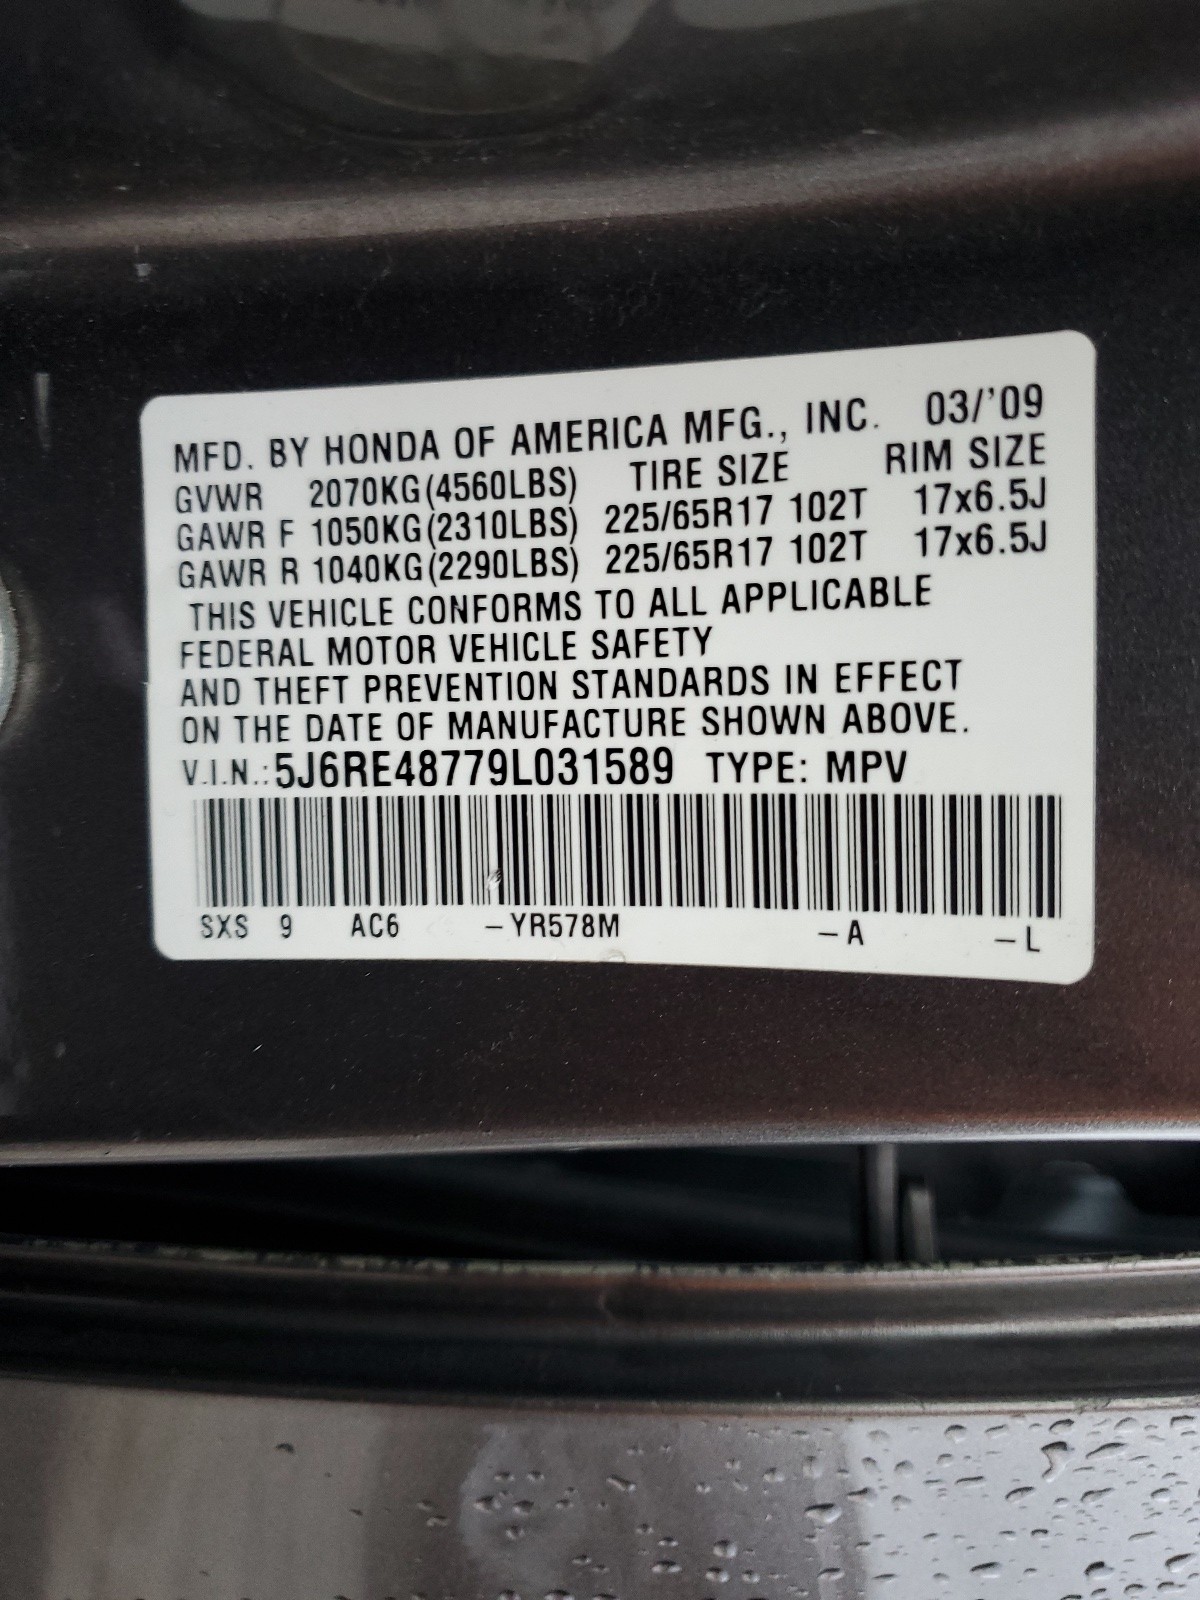 MFD. BY HONDA OF AMERICA MFG., INC. 03/'09
GVWR 2070KG(4560LBS) TIRE SIZE RIM SIZE
GAWR F 1050KG(2310LBS) 225/65R17 102T 17x6.5J
GAWR R 1040KG(2290LBS) 225/65R17 102T 17x6.5J
THIS VEHICLE CONFORMS TO ALL APPLICABLE
FEDERAL MOTOR VEHICLE SAFETY
AND THEFT PREVENTION STANDARDS IN EFFECT
ON THE DATE OF MANUFACTURE SHOWN ABOVE.
V.I.N.:5J6RE48779L031589 TYPE: MPV
SXS 9 AC6 –YR578M –A –L